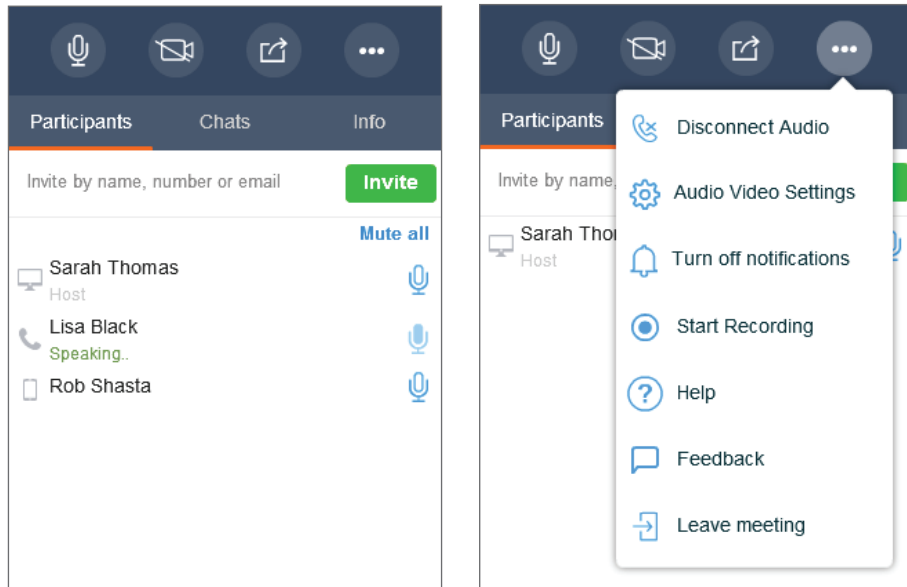 Participants Chats Info
Invite by name, number or email Invite
Mute all
Sarah Thomas
Host
Lisa Black
Speaking..
Rob Shasta
Participants
Invite by name,
Sarah Thor
Host
Disconnect Audio
Audio Video Settings
Turn off notifications
Start Recording
Help
Feedback
Leave meeting